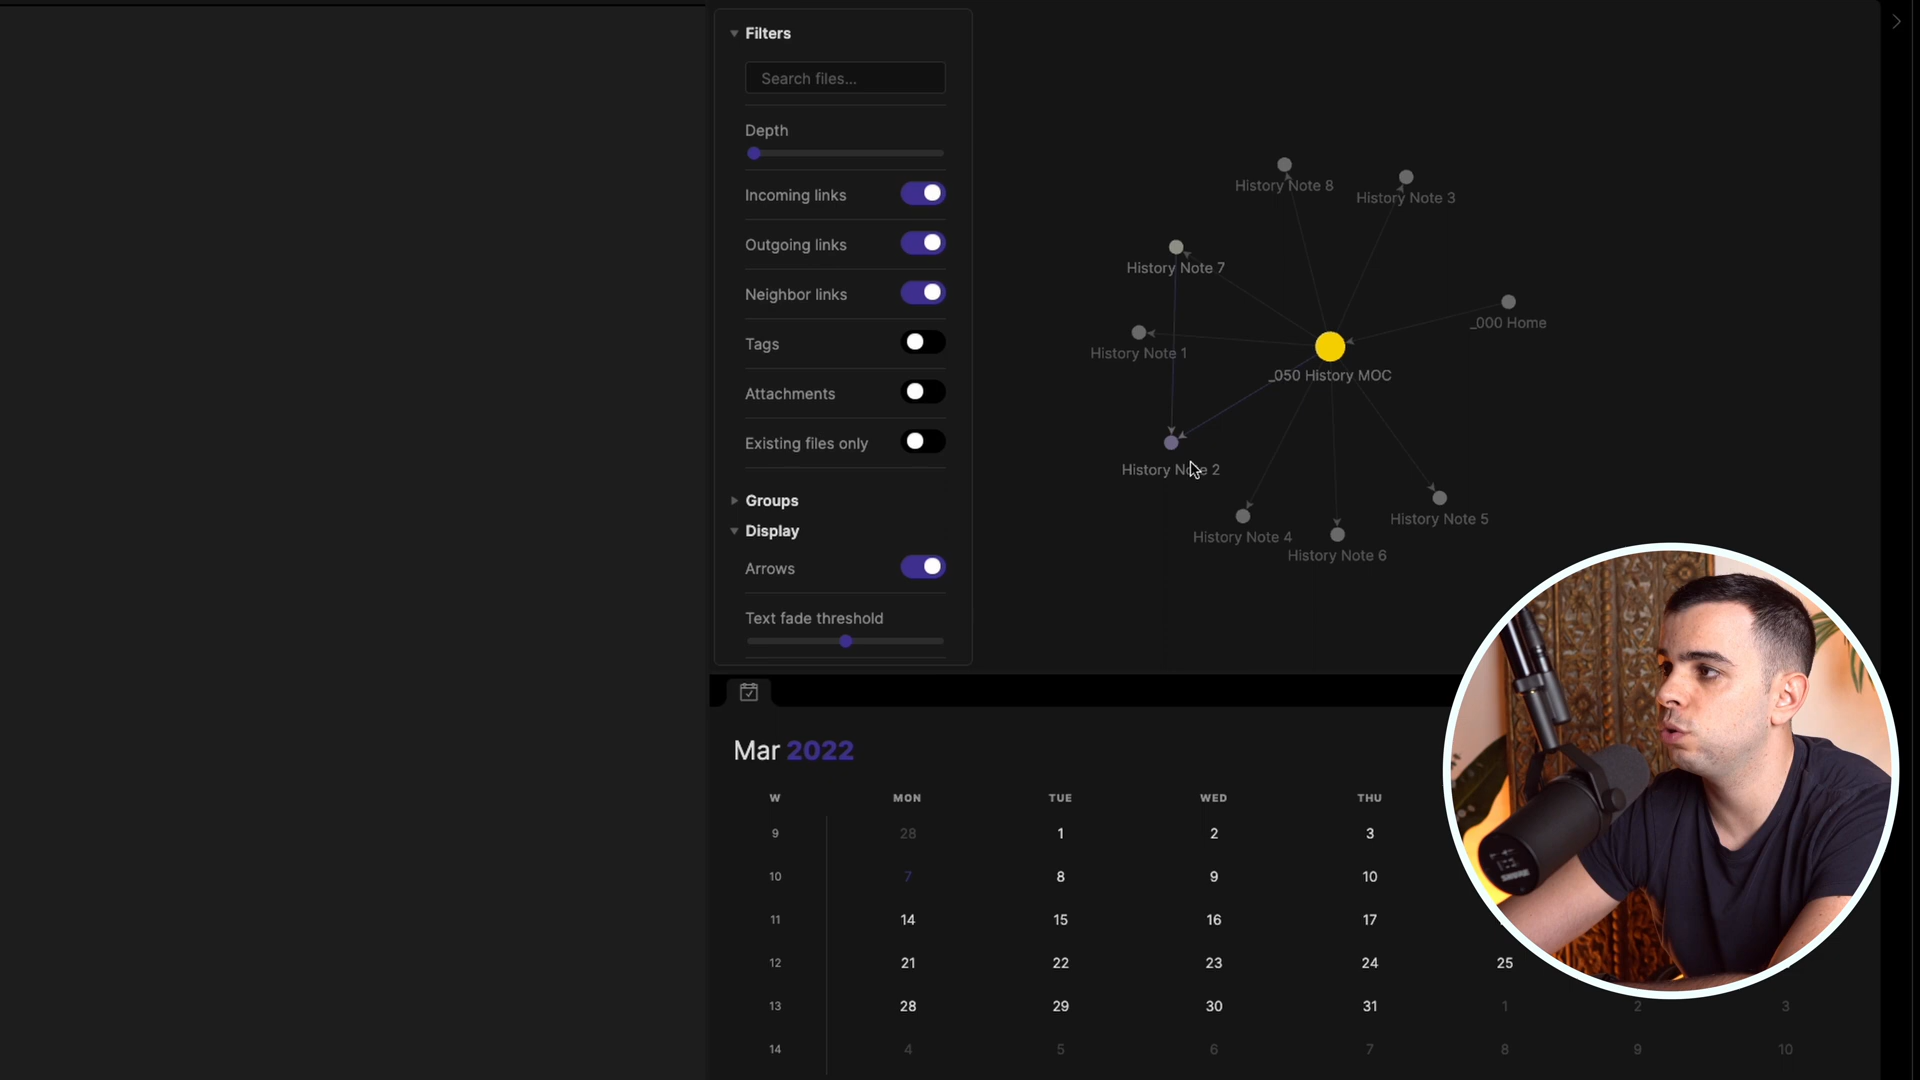 Filters
Search files...
Depth
Incoming links
Outgoing links
Neighbor links
Tags
Attachments
Existing files only
Groups
Display
Arrows
Text fade threshold
History Note 8
History Note 3
History Note 7
_000 Home
History Note 1
_050 History MOC
History Note 2
History Note 5
History Note 4
History Note 6
Mar 2022
W MON TUE WED THU
9 28 1 2 3
10 7 8 9 10
11 14 15 16 17
12 21 22 23 24 25
13 28 29 30 31 1 2 3
14 4 5 6 7 8 9 10
SHURE